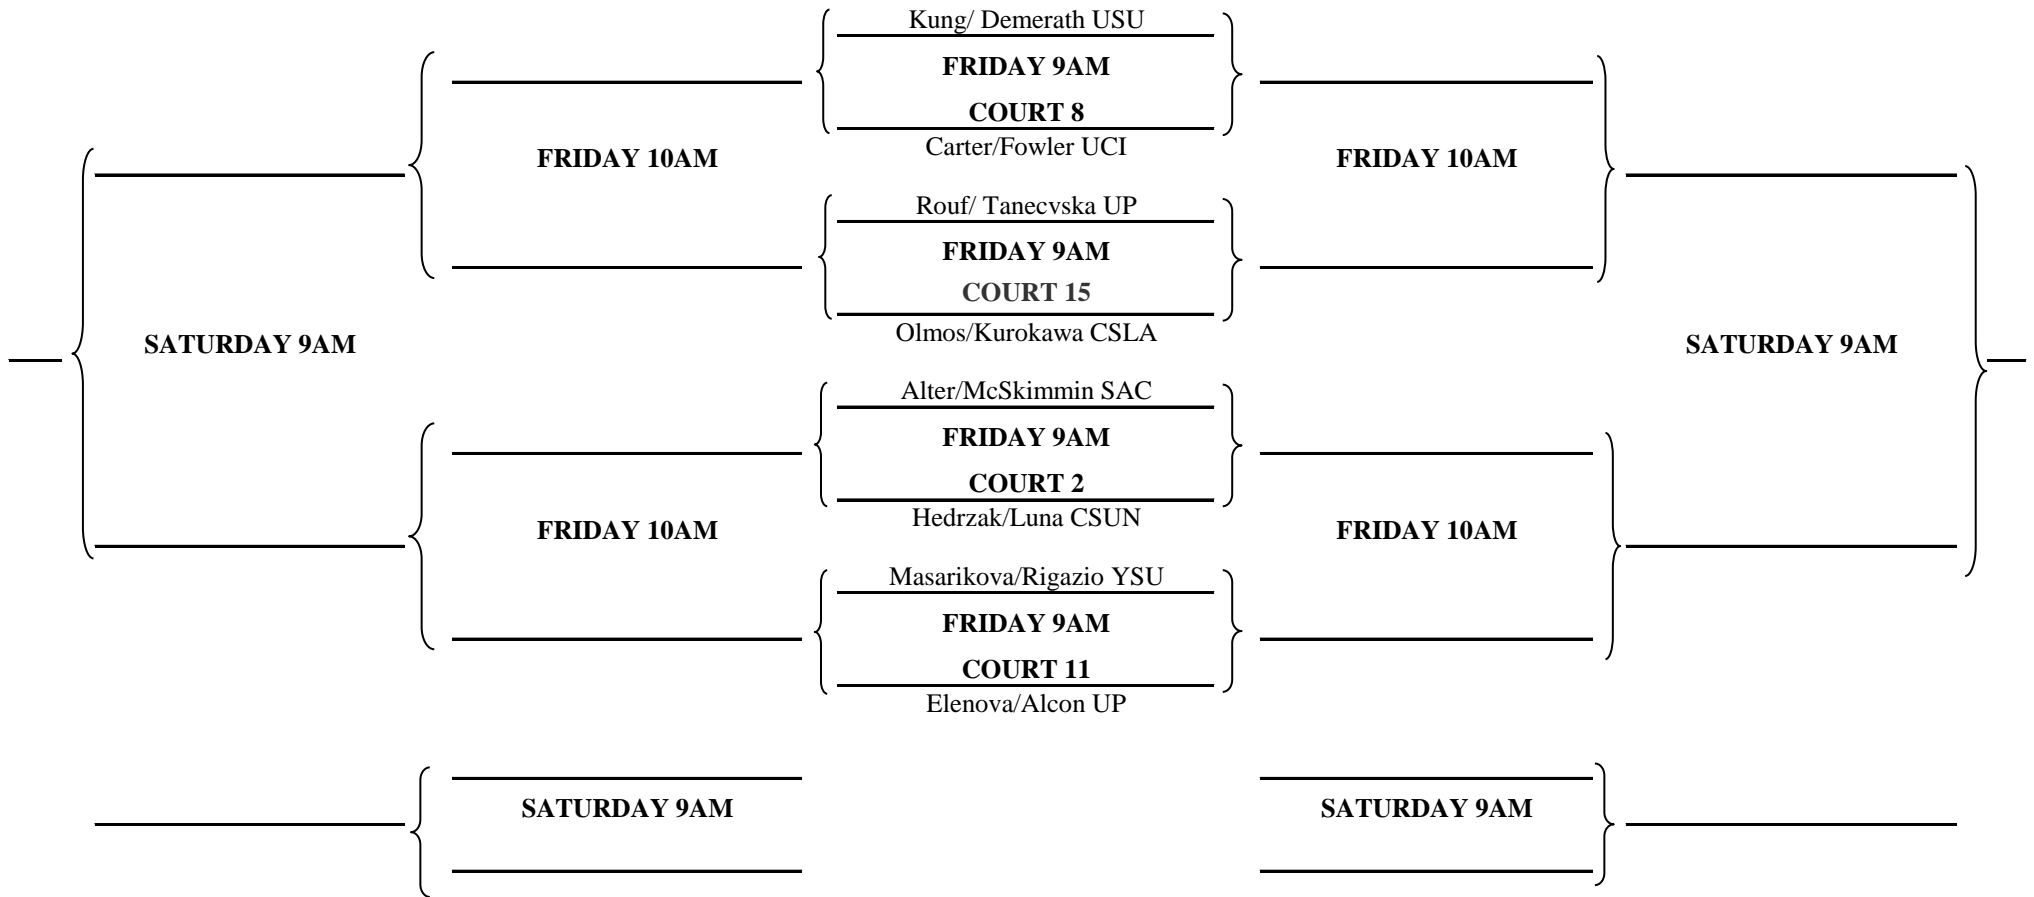 Kung/ Demerath USU
FRIDAY 9AM
COURT 8
Carter/Fowler UCI
FRIDAY 10AM
FRIDAY 10AM
Rouf/ Tanecvska UP
FRIDAY 9AM
COURT 15
Olmos/Kurokawa CSLA
SATURDAY 9AM
SATURDAY 9AM
Alter/McSkimmin SAC
FRIDAY 9AM
COURT 2
Hedrzak/Luna CSUN
FRIDAY 10AM
FRIDAY 10AM
Masarikova/Rigazio YSU
FRIDAY 9AM
COURT 11
Elenova/Alcon UP
SATURDAY 9AM
SATURDAY 9AM